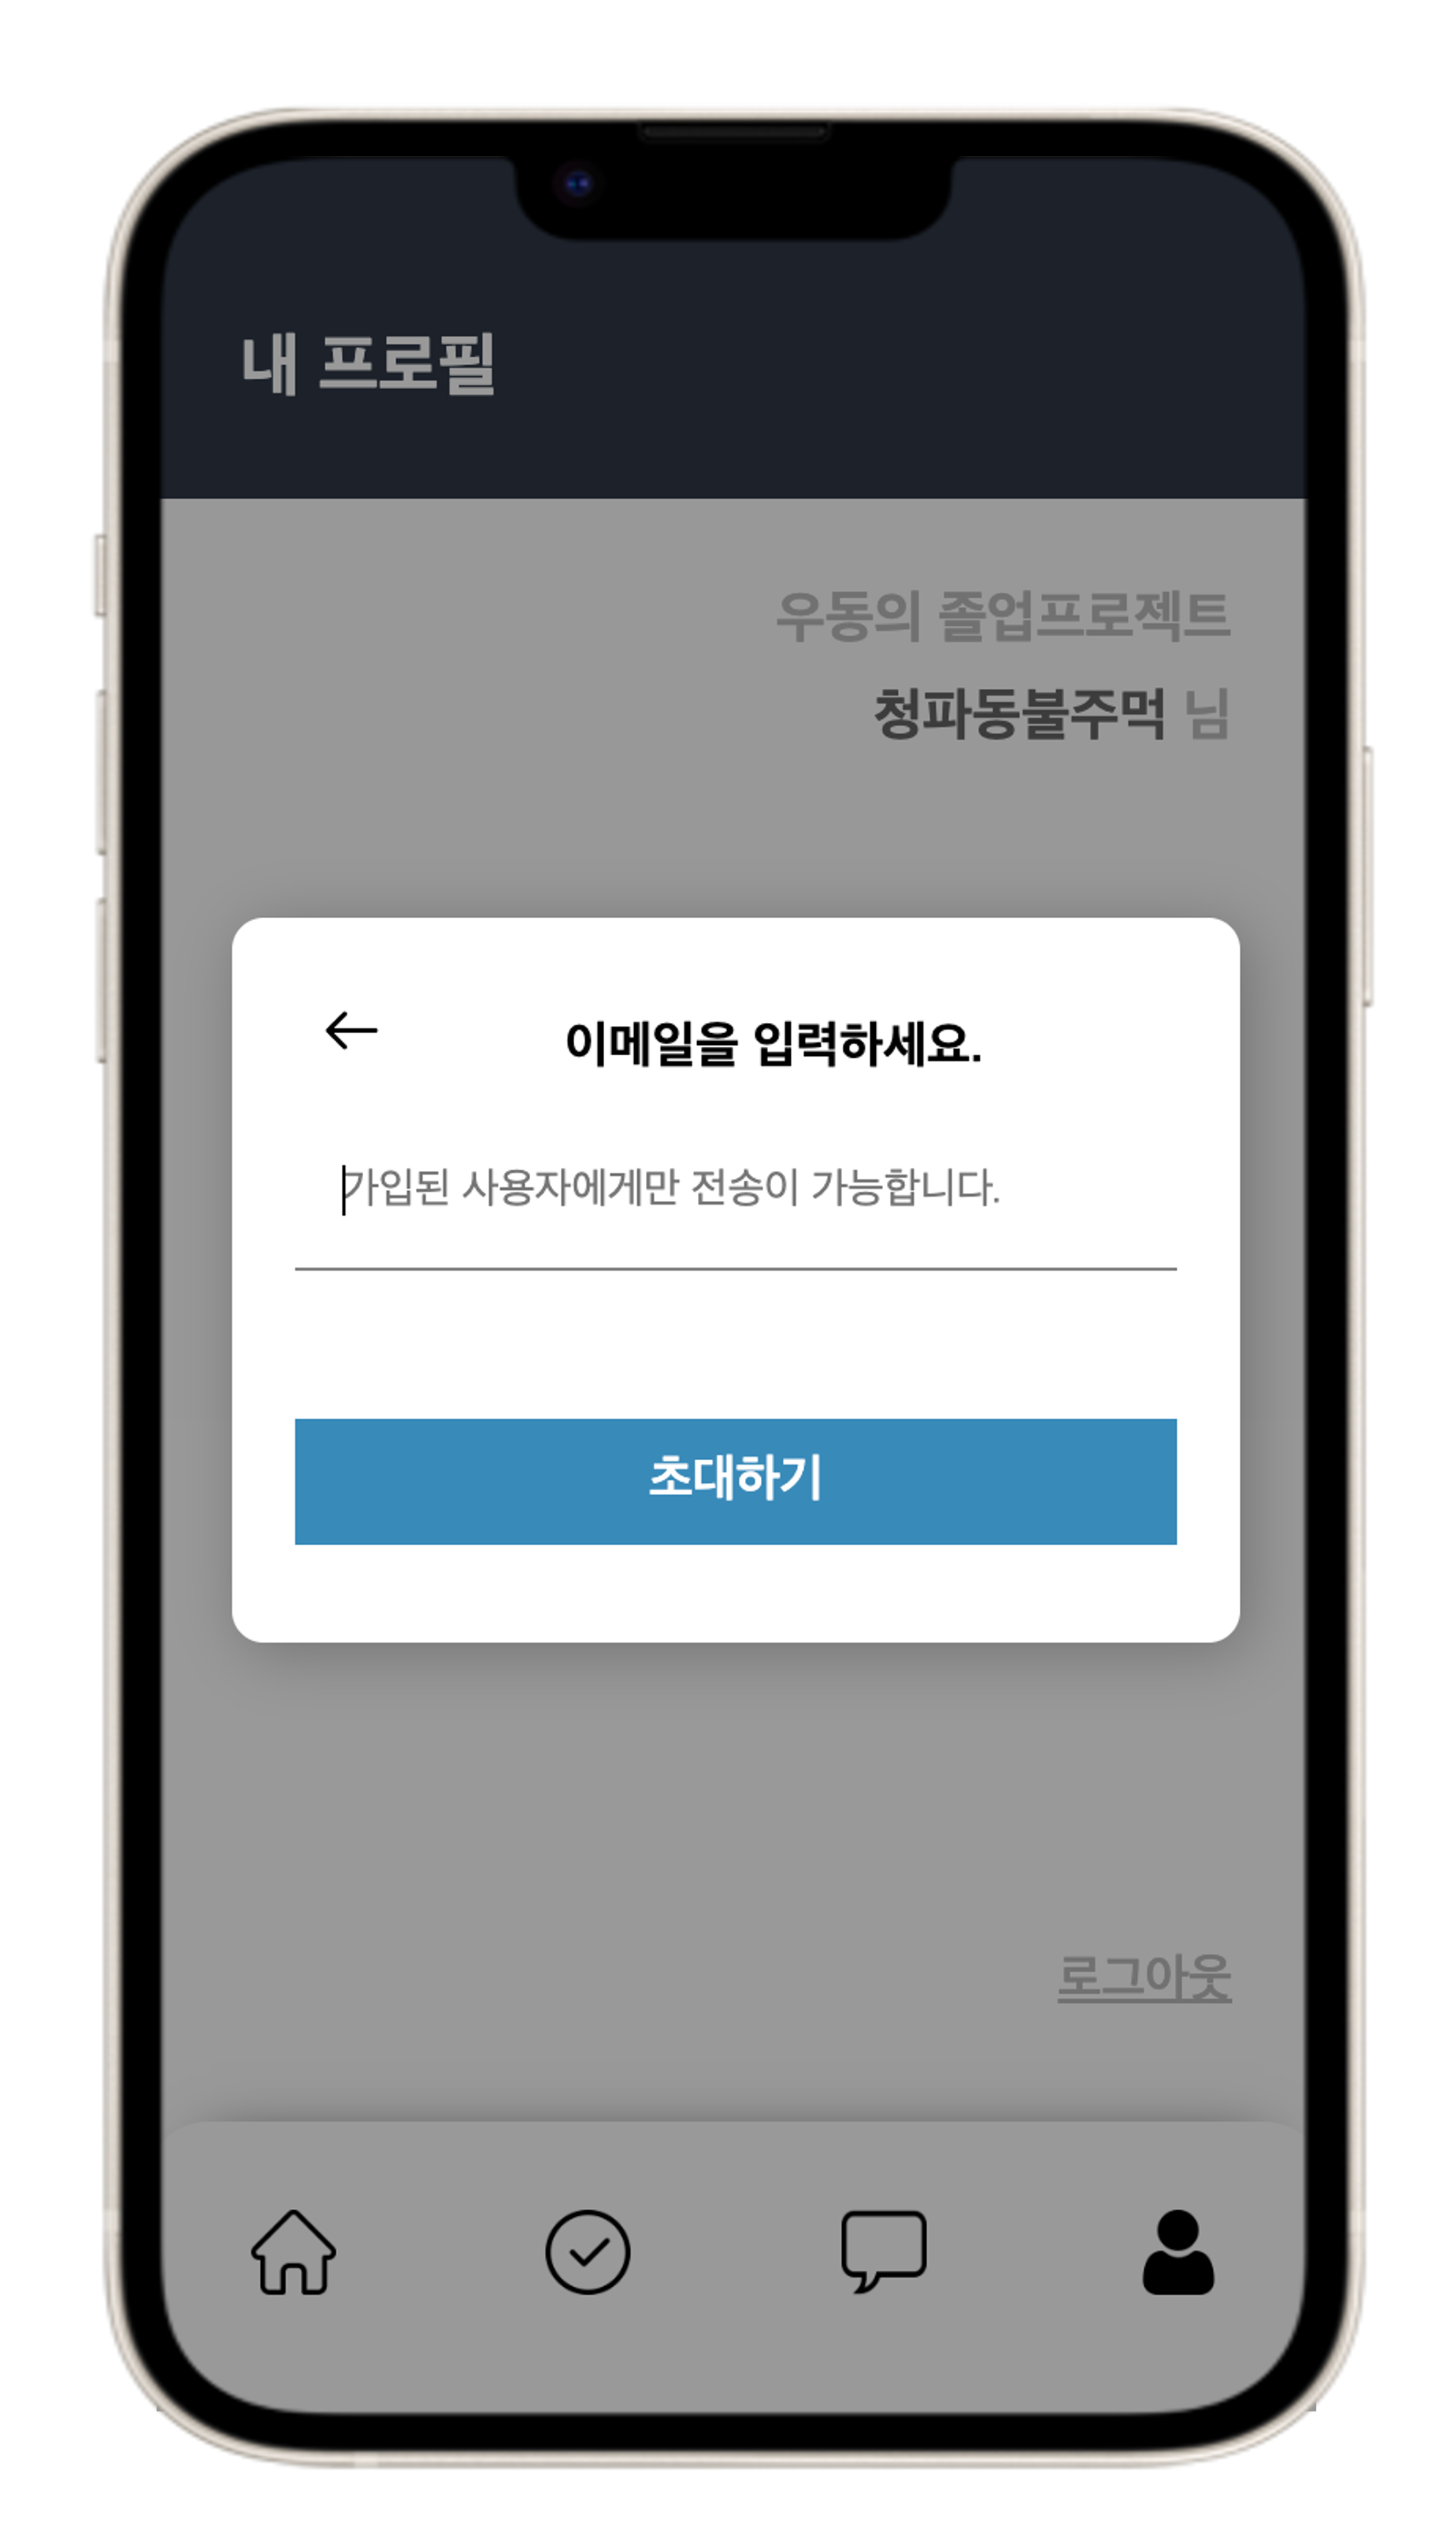 내 프로필
우동의 졸업프로젝트
청파동불주먹 님
이메일을 입력하세요.
가입된 사용자에게만 전송이 가능합니다.
초대하기
로그아웃